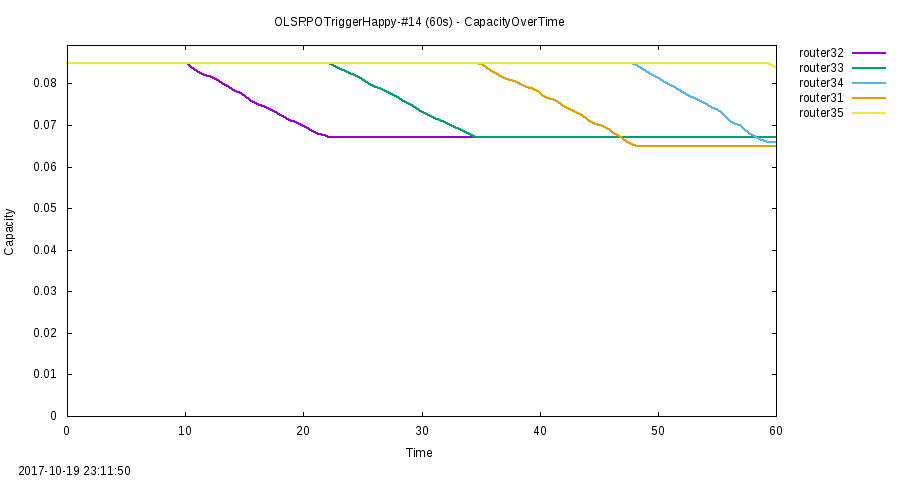 OLSRPOTriggerHappy-#14 (60s) - CapacityOverTime
router32
router33
router34
router31
router35
0.08
0.07
0.06
0.05
0.04
0.03
0.02
0.01
0
Capacity
0 10 20 30 40 50 60
Time
2017-10-19 23:11:50